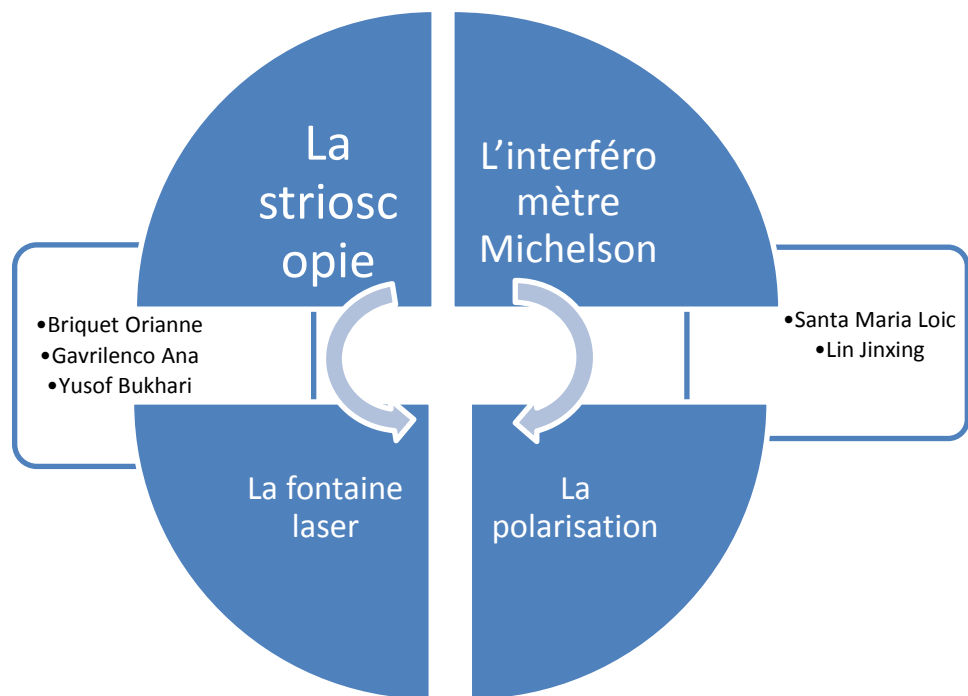 La
striosc
opie
L’interféro
mètre
Michelson
•Briquet Orianne
•Gavrilenco Ana
•Yusof Bukhari
•Santa Maria Loic
•Lin Jinxing
La fontaine
laser
La
polarisation